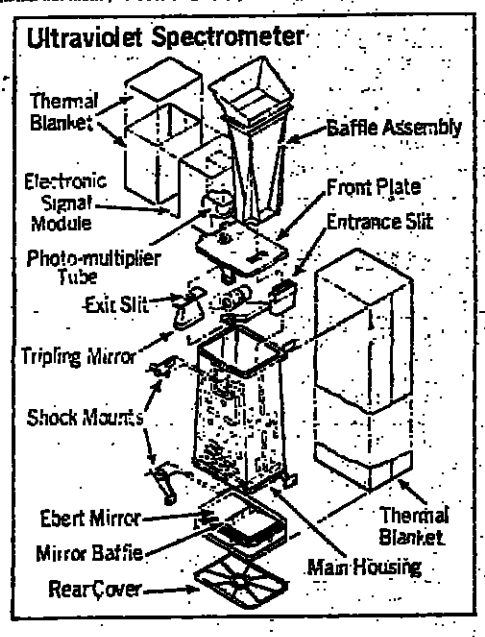 Ultraviolet Spectrometer
Thermal
Blanket
Baffle Assembly
Electronic
Signal
Module
Front Plate
Entrance Slit
Photo-multiplier
Tube
Exit Slit
Tripling Mirror
Shock Mounts
Ebert Mirror
Mirror Baffle
Rear Cover
Thermal
Blanket
Main Housing